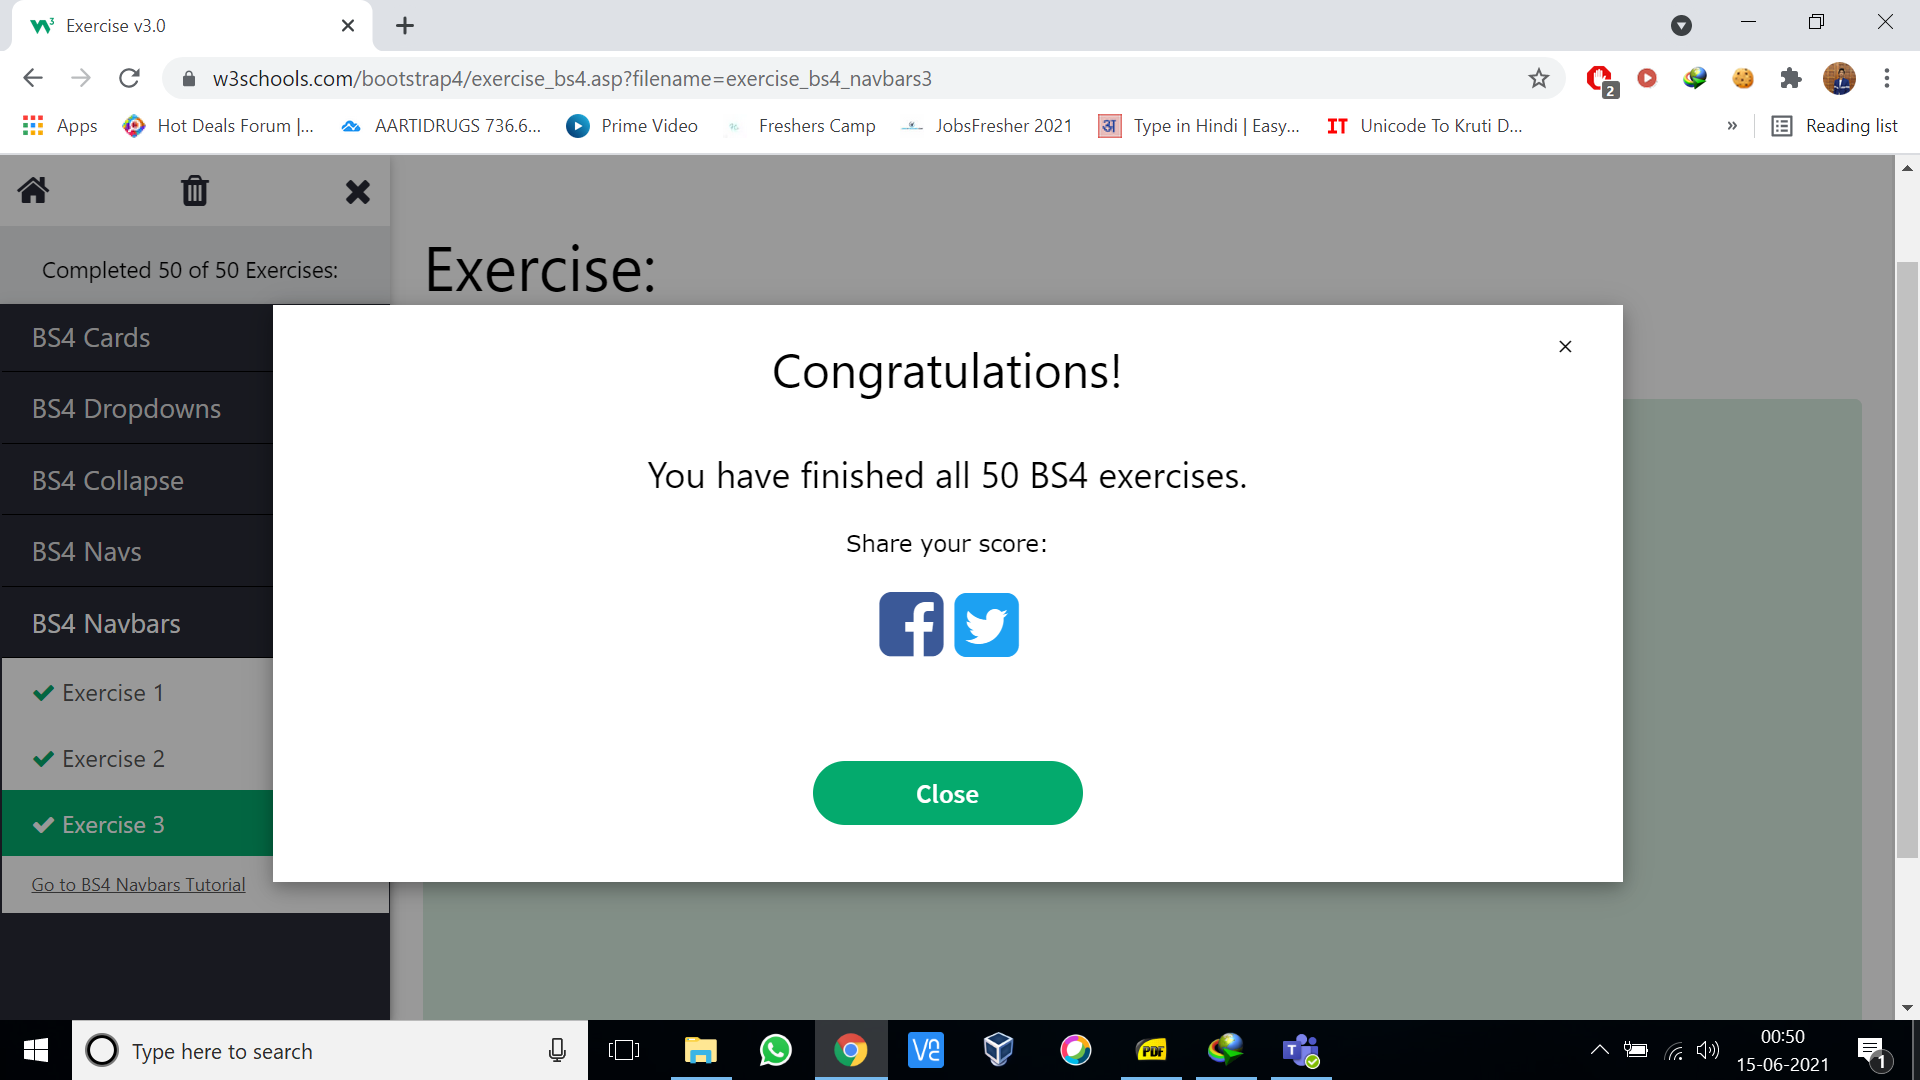 Exercise v3.0
w3schools.com/bootstrap4/exercise_bs4.asp?filename=exercise_bs4_navbars3
2
Apps
Hot Deals Forum |...
AARTIDRUGS 736.6...
Prime Video
Freshers Camp
JobsFresher 2021
अ
Type in Hindi | Easy...
IT
Unicode To Kruti D...
»
Reading list
Completed 50 of 50 Exercises:
Exercise:
BS4 Cards
BS4 Dropdowns
BS4 Collapse
BS4 Navs
BS4 Navbars
Exercise 1
Exercise 2
Exercise 3
Go to BS4 Navbars Tutorial
×
Congratulations!
You have finished all 50 BS4 exercises.
Share your score:
Close
Type here to search
PDF
00:50
15-06-2021
1